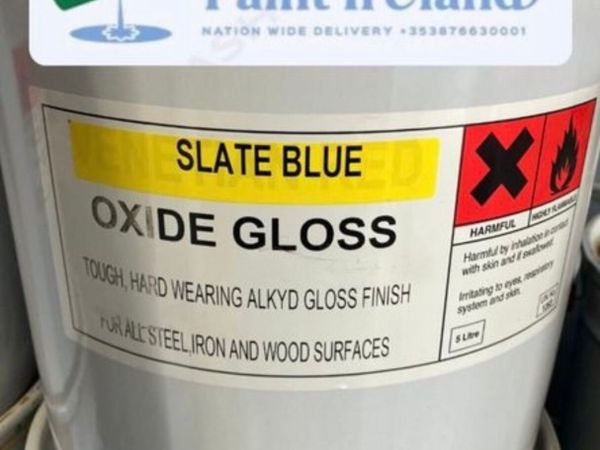 Paint Ireland
NATION WIDE DELIVERY +353876630001
SLATE BLUE
OXIDE GLOSS
TOUGH, HARD WEARING ALKYD GLOSS FINISH
FOR ALL STEEL,IRON AND WOOD SURFACES
HARMFUL
HIGHLY FLAMMABLE
Harmful by inhalation in contact
with skin and if swallowed.
Irritating to eyes, respiratory
system and skin.
5 Litre